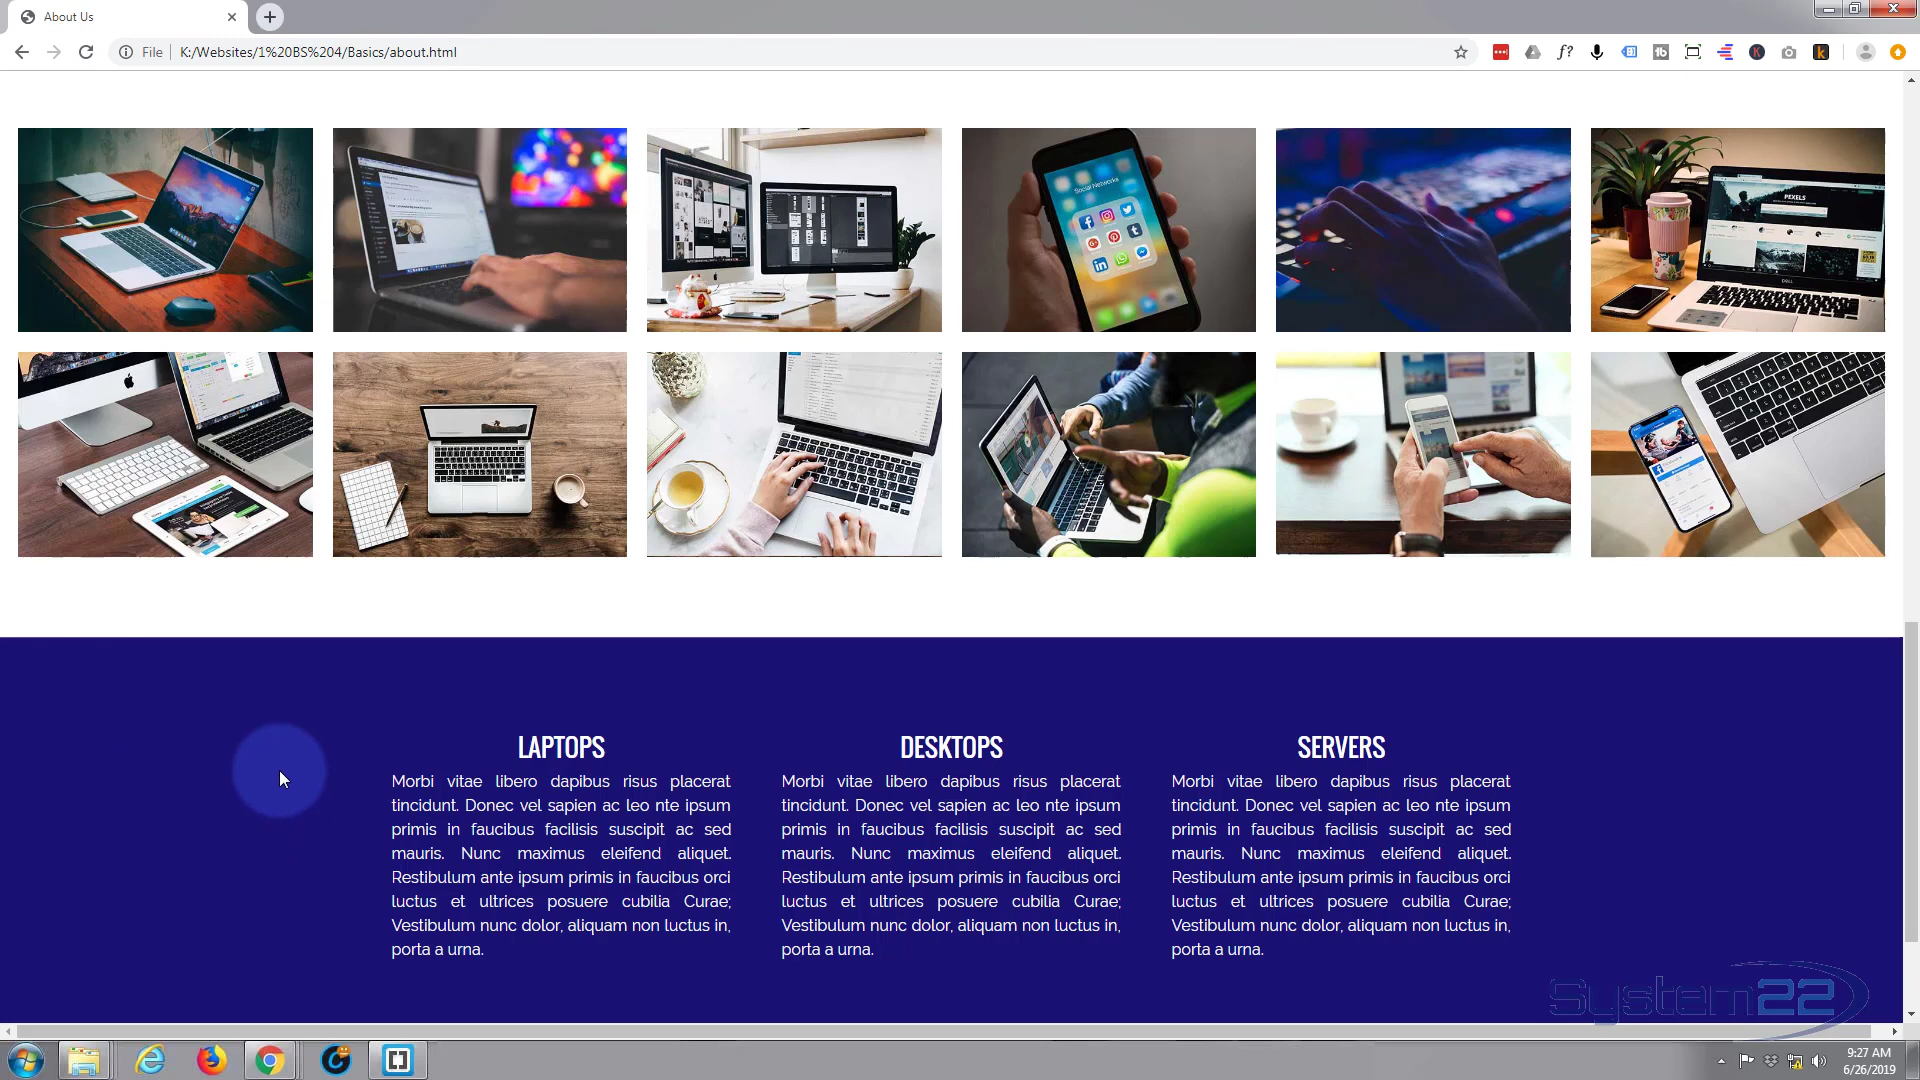 About Us
File K:/Websites/1%20BS%204/Basics/about.html
f?
Social Networks
PEXELS
DELL
LAPTOPS
Morbi vitae libero dapibus risus placerat
tincidunt. Donec vel sapien ac leo nte ipsum
primis in faucibus facilisis suscipit ac sed
mauris. Nunc maximus eleifend aliquet.
Restibulum ante ipsum primis in faucibus orci
luctus et ultrices posuere cubilia Curae;
Vestibulum nunc dolor, aliquam non luctus in,
porta a urna.
DESKTOPS
Morbi vitae libero dapibus risus placerat
tincidunt. Donec vel sapien ac leo nte ipsum
primis in faucibus facilisis suscipit ac sed
mauris. Nunc maximus eleifend aliquet.
Restibulum ante ipsum primis in faucibus orci
luctus et ultrices posuere cubilia Curae;
Vestibulum nunc dolor, aliquam non luctus in,
porta a urna.
SERVERS
Morbi vitae libero dapibus risus placerat
tincidunt. Donec vel sapien ac leo nte ipsum
primis in faucibus facilisis suscipit ac sed
mauris. Nunc maximus eleifend aliquet.
Restibulum ante ipsum primis in faucibus orci
luctus et ultrices posuere cubilia Curae;
Vestibulum nunc dolor, aliquam non luctus in,
porta a urna.
System22
9:27 AM
6/26/2019